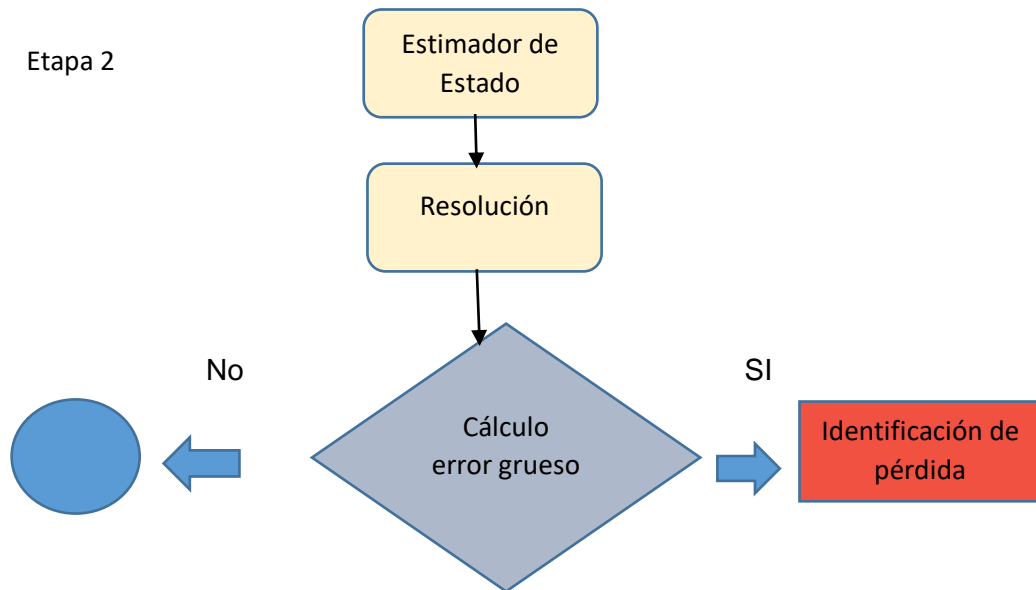 Etapa 2
Estimador de
Estado
Resolución
No
SI
Cálculo
error grueso
Identificación de
pérdida